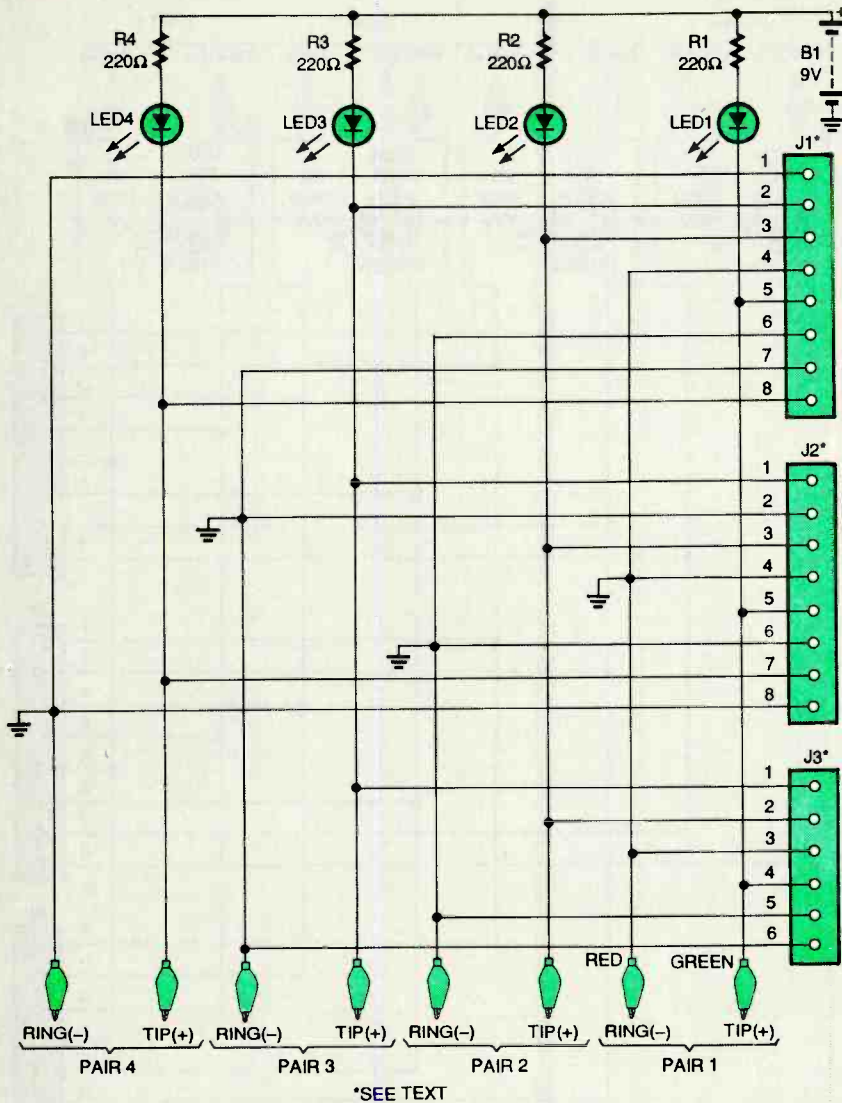 +
R4
220Ω
R3
220Ω
R2
220Ω
R1
220Ω
B1
9V
LED4
LED3
LED2
LED1
J1*
1
2
3
4
5
6
7
8
J2*
1
2
3
4
5
6
7
8
J3*
1
2
3
4
5
6
RED
GREEN
RING(–)
TIP(+)
RING(–)
TIP(+)
RING(–)
TIP(+)
RING(–)
TIP(+)
PAIR 4
PAIR 3
PAIR 2
PAIR 1
*SEE TEXT